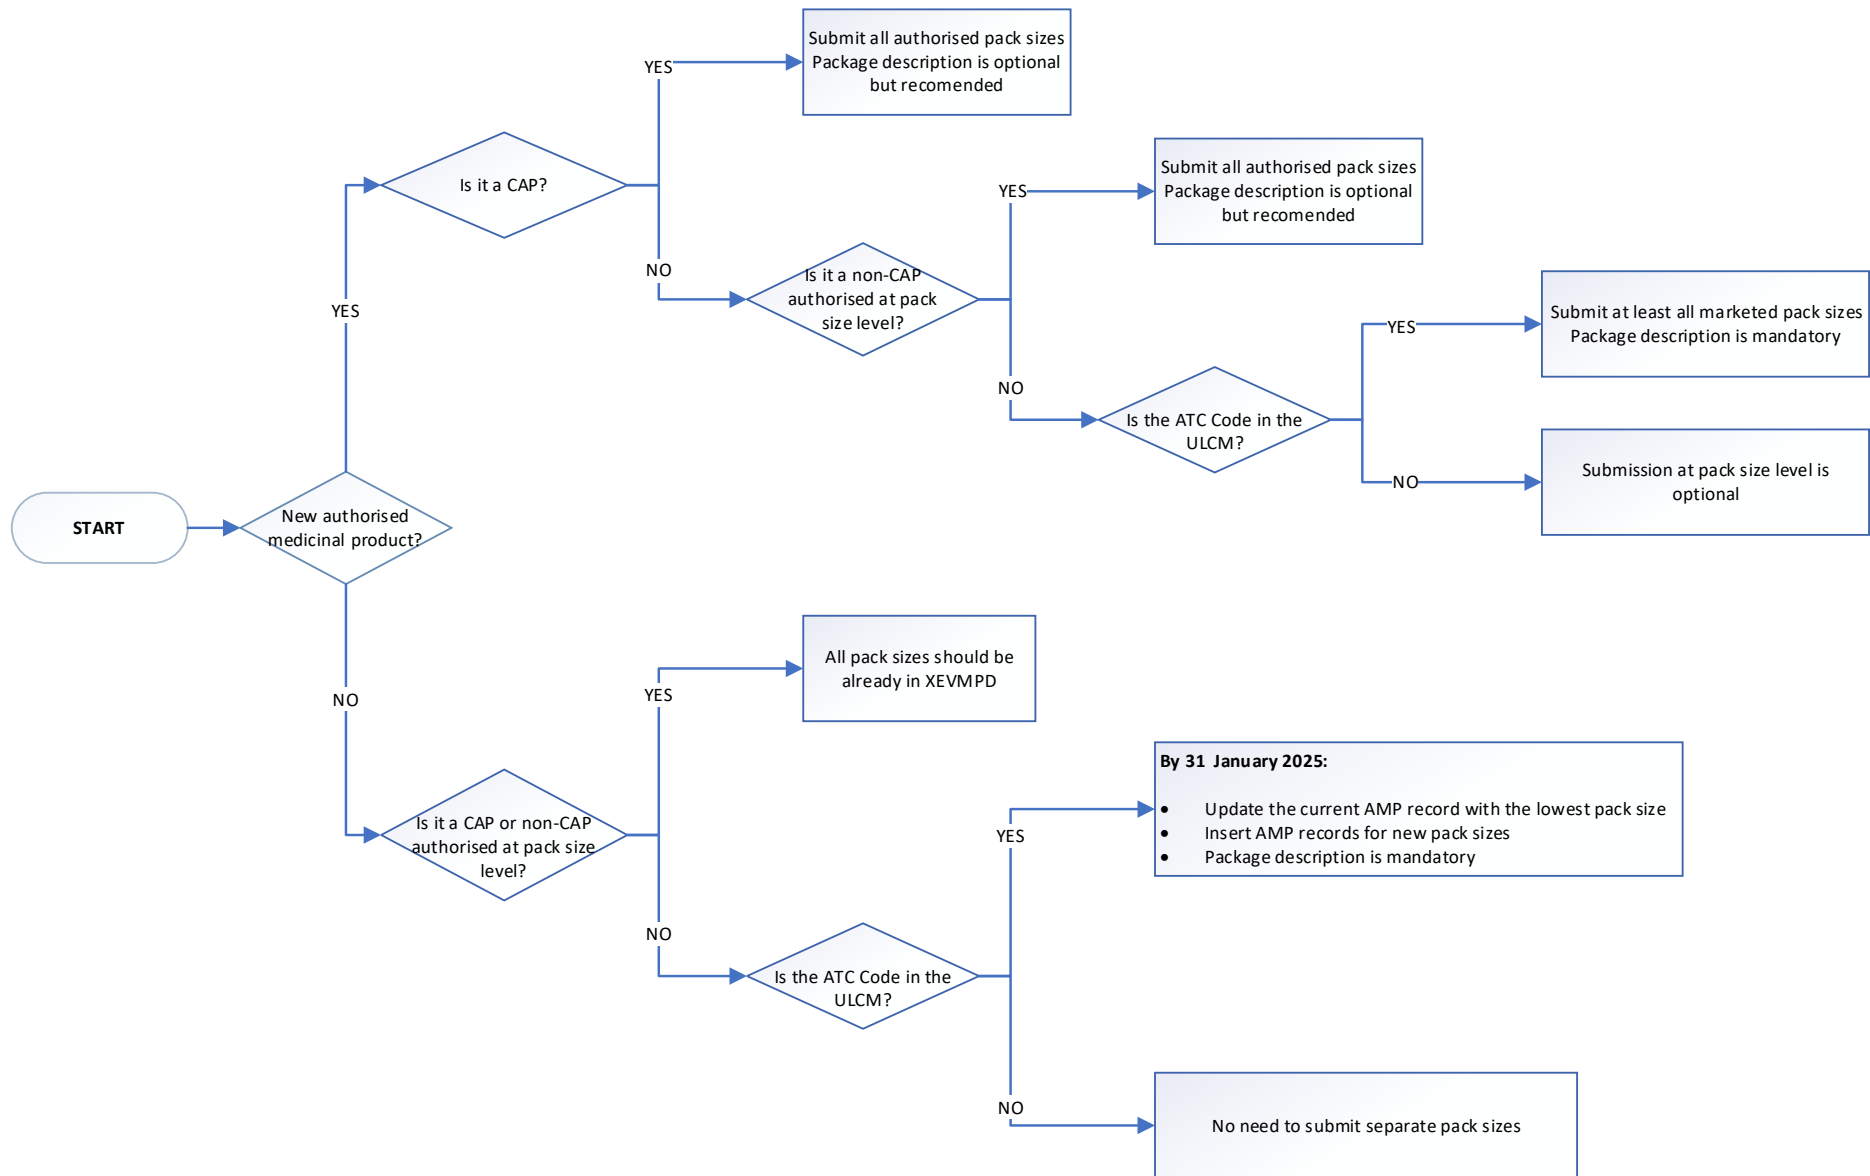 Submit all authorised pack sizes
Package description is optional
but recomended
YES
Is it a CAP?
NO
Submit all authorised pack sizes
Package description is optional
but recomended
YES
Is it a non-CAP
authorised at pack
size level?
NO
Submit at least all marketed pack sizes
Package description is mandatory
YES
Is the ATC Code in the
ULCM?
NO
Submission at pack size level is
optional
YES
START
New authorised
medicinal product?
NO
All pack sizes should be
already in XEVMPD
YES
Is it a CAP or non-CAP
authorised at pack size
level?
NO
By 31 January 2025:
• Update the current AMP record with the lowest pack size
• Insert AMP records for new pack sizes
• Package description is mandatory
YES
Is the ATC Code in the
ULCM?
NO
No need to submit separate pack sizes